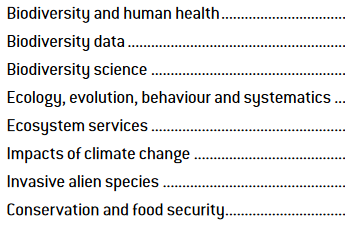 Biodiversity and human health................................
Biodiversity data ........................................................
Biodiversity science ..................................................
Ecology, evolution, behaviour and systematics ...
Ecosystem services ..................................................
Impacts of climate change .......................................
Invasive alien species ...............................................
Conservation and food security...............................